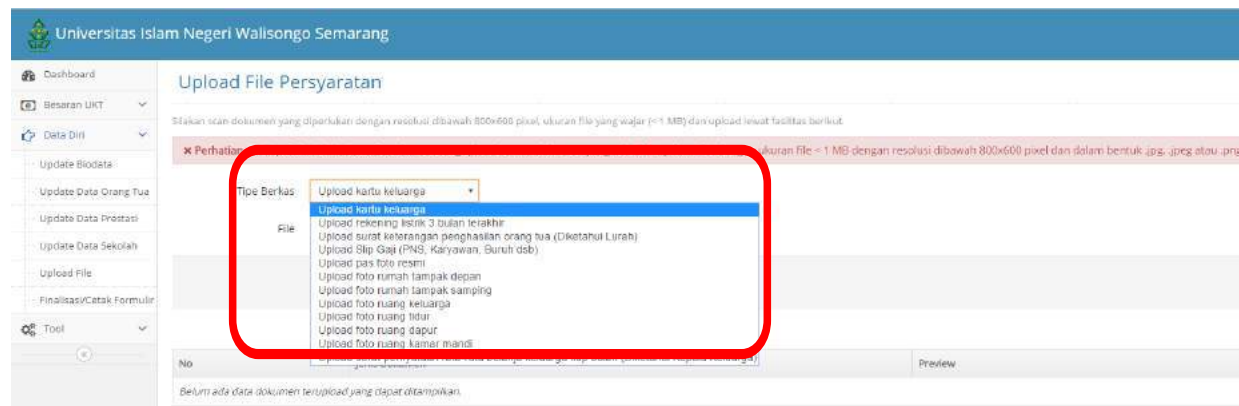 Universitas Islam Negeri Walisongo Semarang
Dashboard
Besaran UKT
Data Diri
Update Biodata
Update Data Orang Tua
Update Data Prestasi
Update Data Sekolah
Upload File
Finalisasi/Cetak Formulir
Tool
Upload File Persyaratan
Silakan scan dokumen yang diperlukan dengan resolusi dibawah 800x600 pixel, ukuran file yang wajar (< 1 MB) dan upload lewat fasilitas berikut.
× Perhatian ukuran file < 1 MB dengan resolusi dibawah 800x600 pixel dan dalam bentuk .jpg, .jpeg atau .png
Tipe Berkas Upload kartu keluarga
File
Upload kartu keluarga
Upload rekening listrik 3 bulan terakhir
Upload surat keterangan penghasilan orang tua (Diketahui Lurah)
Upload Slip Gaji (PNS, Karyawan, Buruh dsb)
Upload pas foto resmi
Upload foto rumah tampak depan
Upload foto rumah tampak samping
Upload foto ruang keluarga
Upload foto ruang tidur
Upload foto ruang dapur
Upload foto ruang kamar mandi
No Preview
Belum ada data dokumen terupload yang dapat ditampilkan.